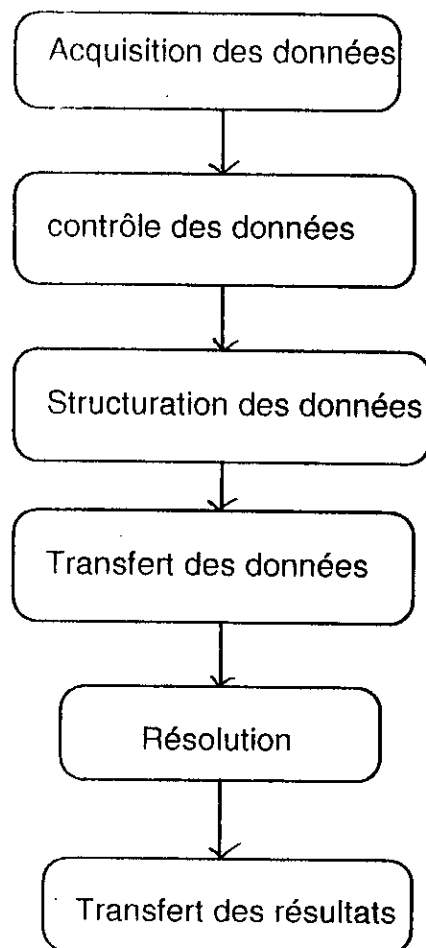 Acquisition des données
contrôle des données
Structuration des données
Transfert des données
Résolution
Transfert des résultats